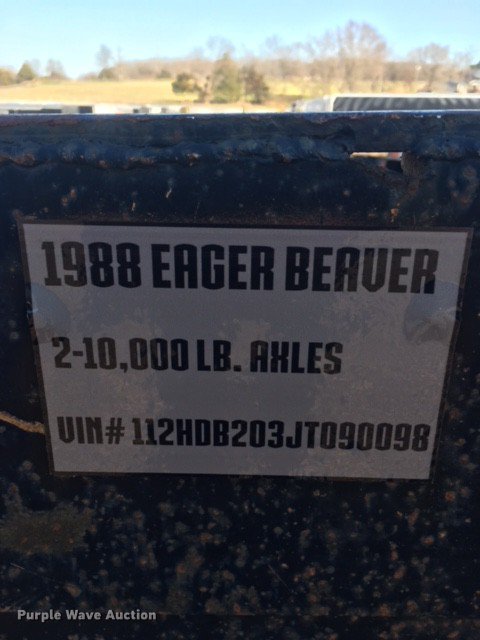 1988 EAGER BEAVER
2-10,000 LB. AXLES
VIN# 112HDB203JT090098
Purple Wave Auction